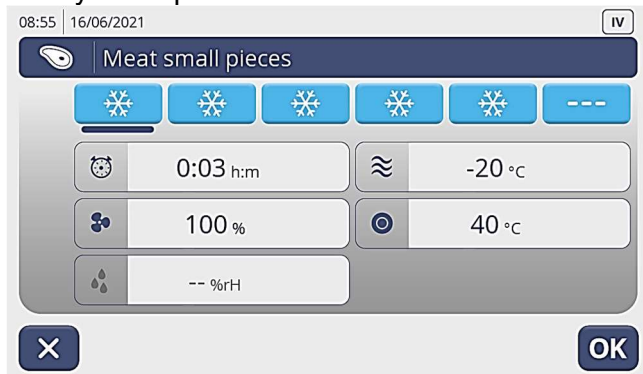 08:55 16/06/2021 IV
Meat small pieces
---
0:03 h:m -20 °C
100 % 40 °C
-- %rH
OK